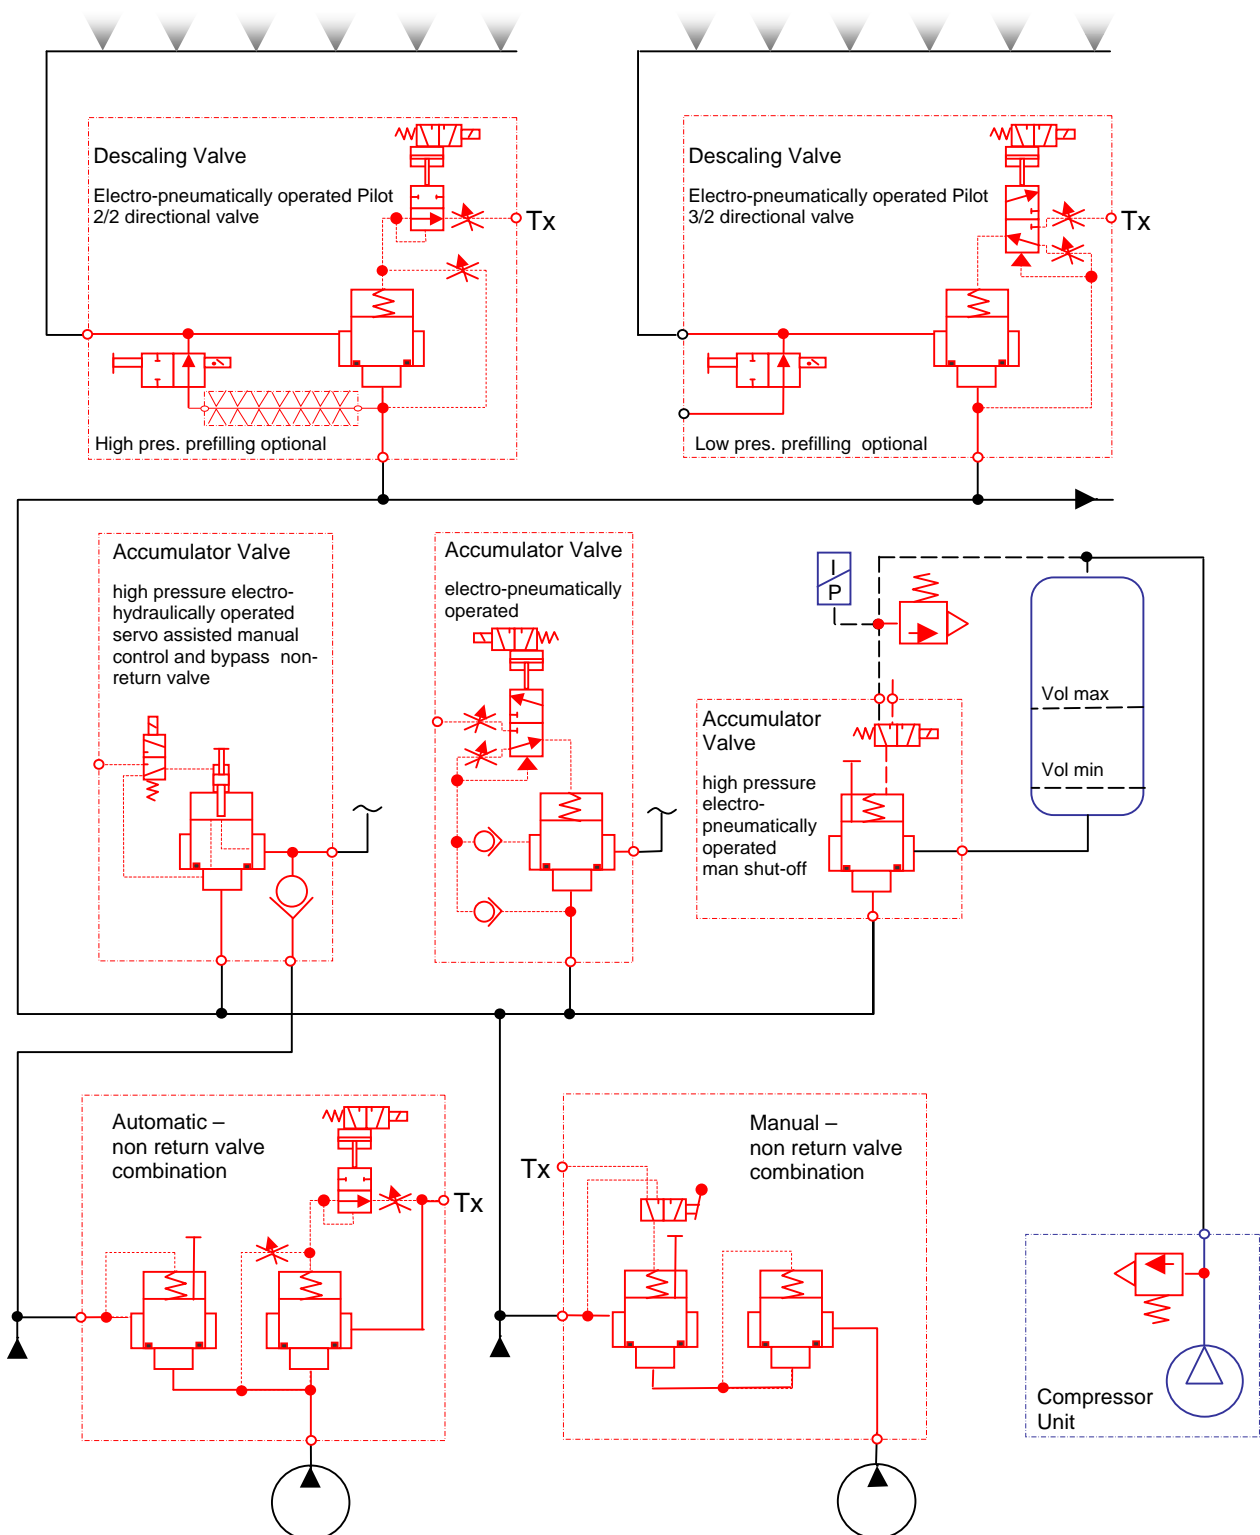 Descaling Valve
Electro-pneumatically operated Pilot
2/2 directional valve
Tx
High pres. prefilling optional
Descaling Valve
Electro-pneumatically operated Pilot
3/2 directional valve
Tx
Low pres. prefilling optional
Accumulator Valve
high pressure electro-
hydraulically operated
servo assisted manual
control and bypass non-
return valve
Accumulator Valve
electro-pneumatically
operated
I
P
Accumulator
Valve
high pressure
electro-
pneumatically
operated
man shut-off
Vol max
Vol min
Automatic –
non return valve
combination
Tx
Manual –
non return valve
combination
Tx
Compressor
Unit